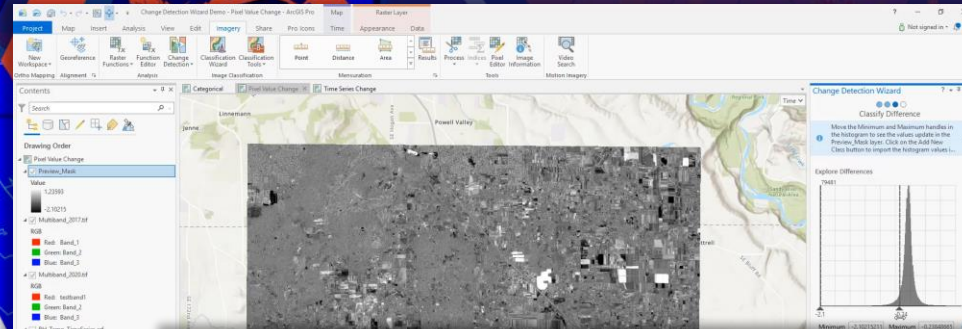 Change Detection Wizard Demo - Pixel Value Change - ArcGIS Pro
Map
Raster Layer
Not signed in
Project
Map
Insert
Analysis
View
Edit
Imagery
Share
Pro Icons
Time
Appearance
Data
New Workspace
Georeference
Raster Functions
Function Editor
Change Detection
Classification Wizard
Classification Tools
Point
Distance
Area
Results
Process
Indices
Pixel Editor
Image Information
Video Search
Ortho Mapping
Alignment
Analysis
Image Classification
Mensuration
Tools
Motion Imagery
Contents
Search
Drawing Order
Pixel Value Change
Preview_Mask
Value
1.23593
-2.10215
Multiband_2017.tif
RGB
Red: Band_1
Green: Band_2
Blue: Band_3
Multiband_2020.tif
RGB
Red: testband1
Green: Band_2
Blue: Band_3
Categorical
Pixel Value Change
Time Series Change
Linnemann
Powell Valley
Time
Change Detection Wizard
Classify Difference
Move the Minimum and Maximum handles in
the histogram to see the values update in the
Preview_Mask layer. Click on the Add New
Class button to import the histogram values i...
Explore Differences
79481
-2.1
-0.24
Minimum
Maximum